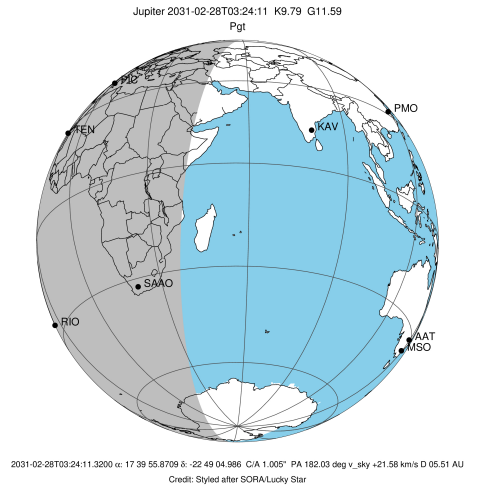 Jupiter 2031-02-28T03:24:11 K9.79 G11.59
Pgt
PIC
PMO
TEN
KAV
SAAO
RIO
AAT
MSO
2031-02-28T03:24:11.3200 α: 17 39 55.8709 δ: -22 49 04.986 C/A 1.005" PA 182.03 deg v_sky +21.58 km/s D 05.51 AU
Credit: Styled after SORA/Lucky Star